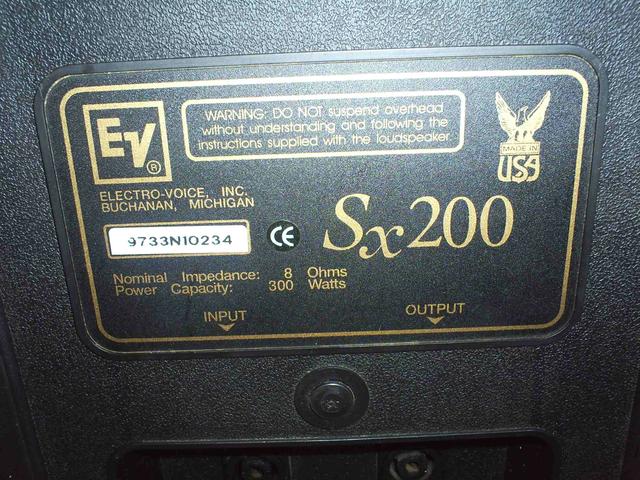 EV®
WARNING: DO NOT suspend overhead
without understanding and following the
instructions supplied with the loudspeaker.
MADE IN
USA
ELECTRO-VOICE, INC.
BUCHANAN, MICHIGAN
9733N10234
CE
Sx200
Nominal Impedance: 8 Ohms
Power Capacity: 300 Watts
INPUT
OUTPUT